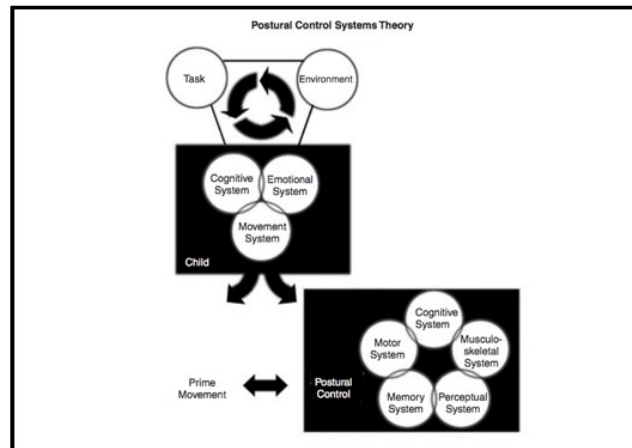 Postural Control Systems Theory
Task
Environment
Cognitive
System
Emotional
System
Movement
System
Child
Cognitive
System
Motor
System
Musculo-
skeletal System
Prime
Movement
Postural
Control
Memory
System
Perceptual
System